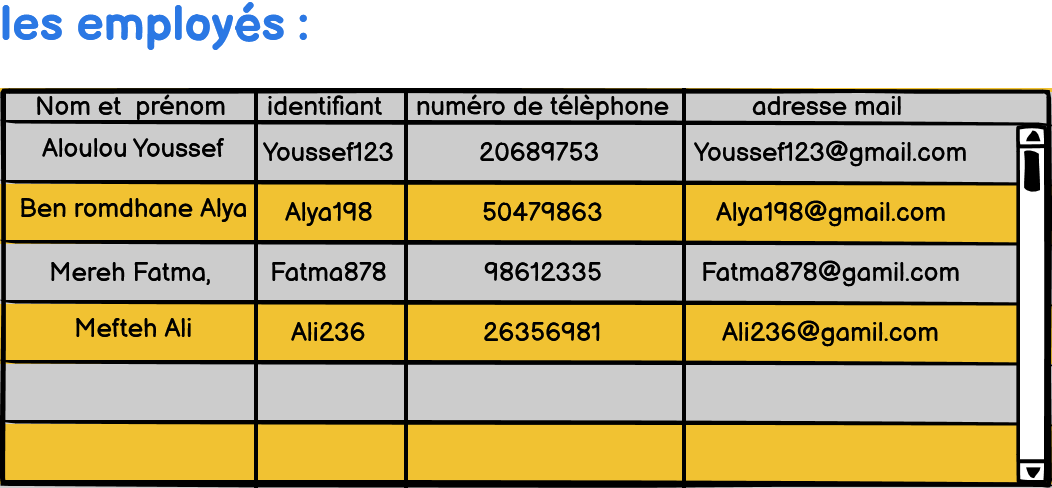 les employés :
Nom et prénom identifiant numéro de télèphone adresse mail
Aloulou Youssef Youssef123 20689753 Youssef123@gmail.com
Ben romdhane Alya Alya198 50479863 Alya198@gmail.com
Mereh Fatma, Fatma878 98612335 Fatma878@gamil.com
Mefteh Ali Ali236 26356981 Ali236@gamil.com